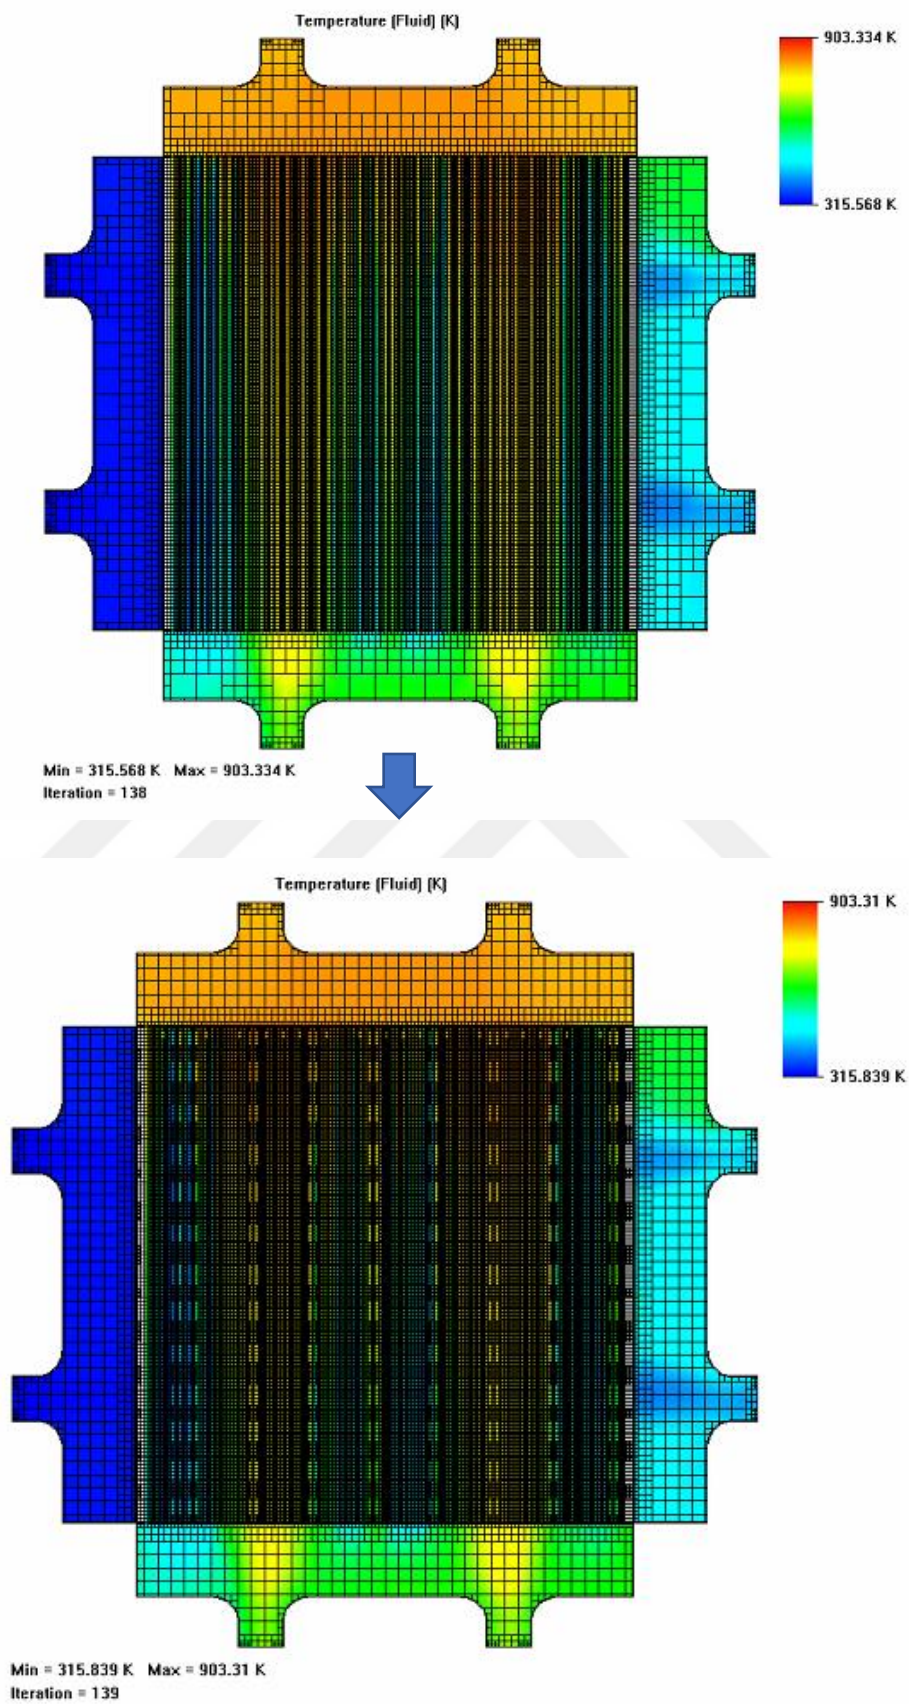 Temperature (Fluid) (K)
903.334 K
315.568 K
Min = 315.568 K Max = 903.334 K
Iteration = 138
Temperature (Fluid) (K)
903.31 K
315.839 K
Min = 315.839 K Max = 903.31 K
Iteration = 139